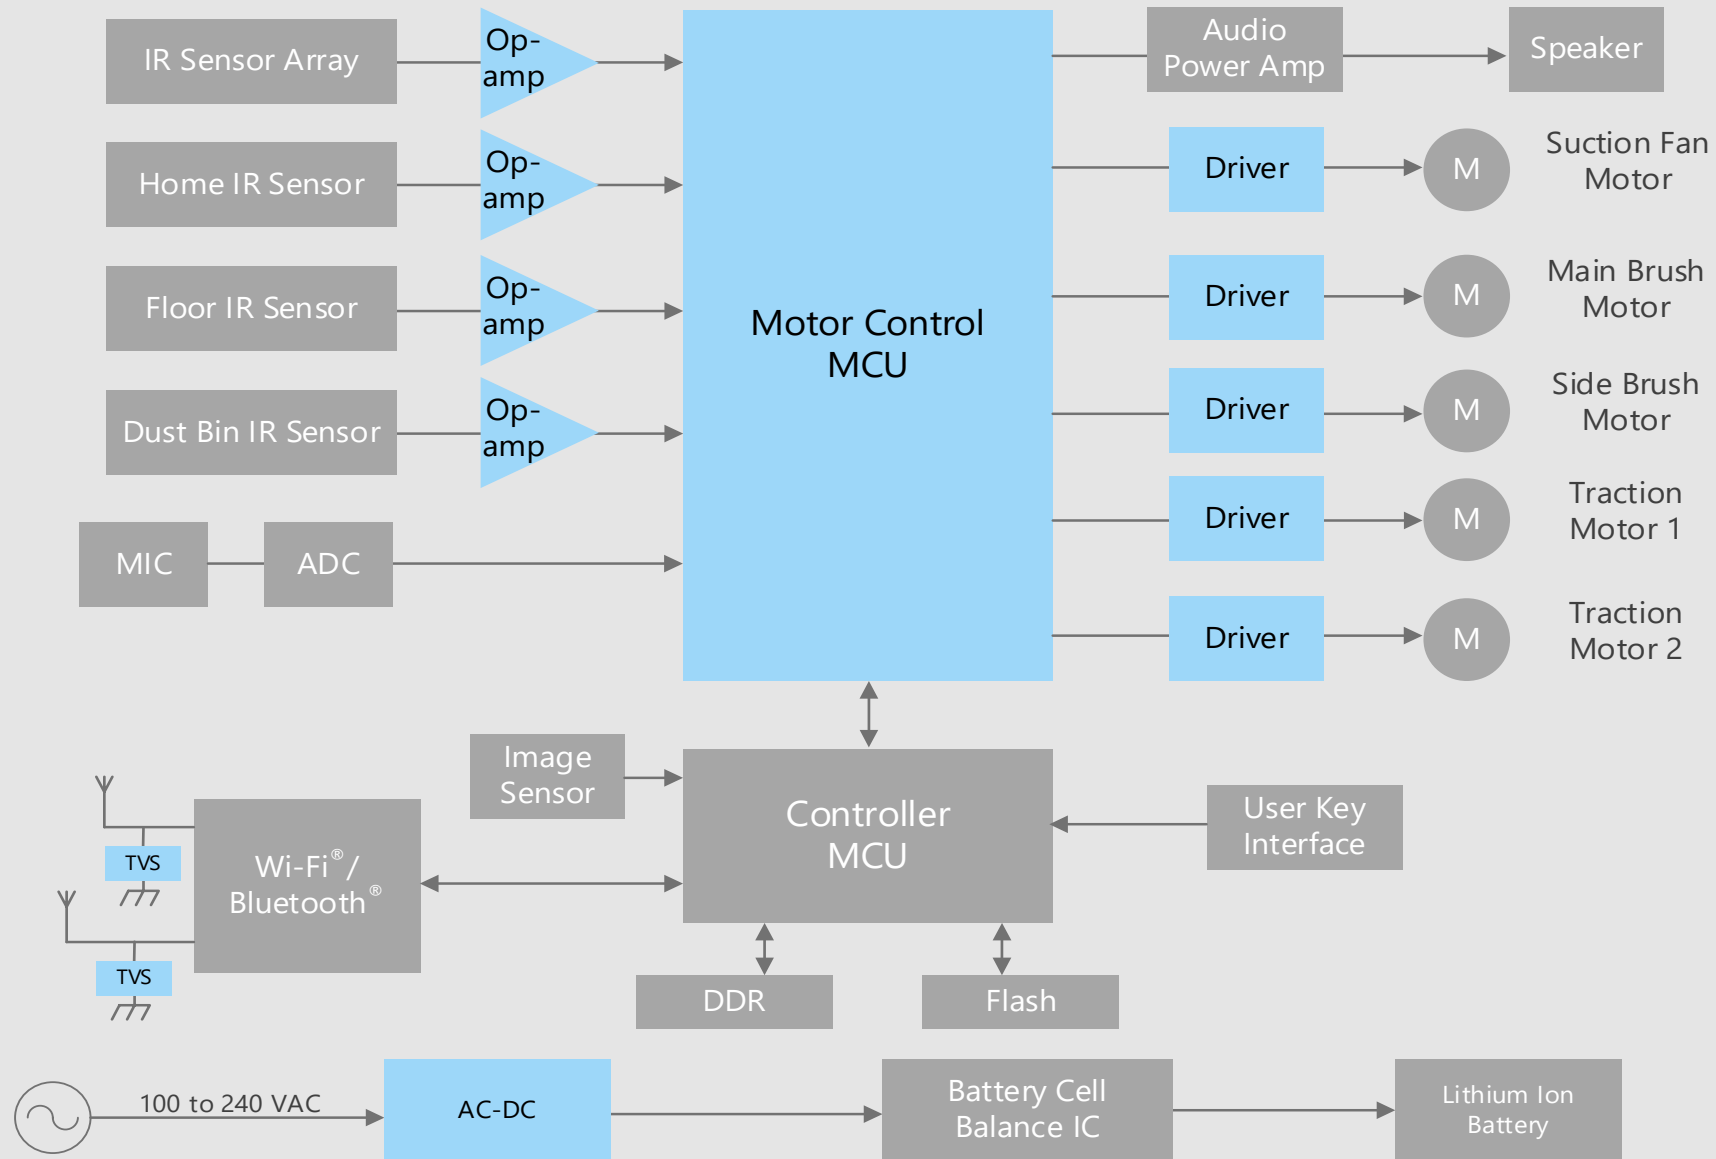 IR Sensor Array
Op-
amp
Home IR Sensor
Op-
amp
Floor IR Sensor
Op-
amp
Dust Bin IR Sensor
Op-
amp
MIC
ADC
Motor Control
MCU
Audio
Power Amp
Speaker
Driver
M
Suction Fan
Motor
Driver
M
Main Brush
Motor
Driver
M
Side Brush
Motor
Driver
M
Traction
Motor 1
Driver
M
Traction
Motor 2
Image
Sensor
Controller
MCU
User Key
Interface
TVS
TVS
Wi-Fi®/
Bluetooth®
DDR
Flash
100 to 240 VAC
AC-DC
Battery Cell
Balance IC
Lithium Ion
Battery